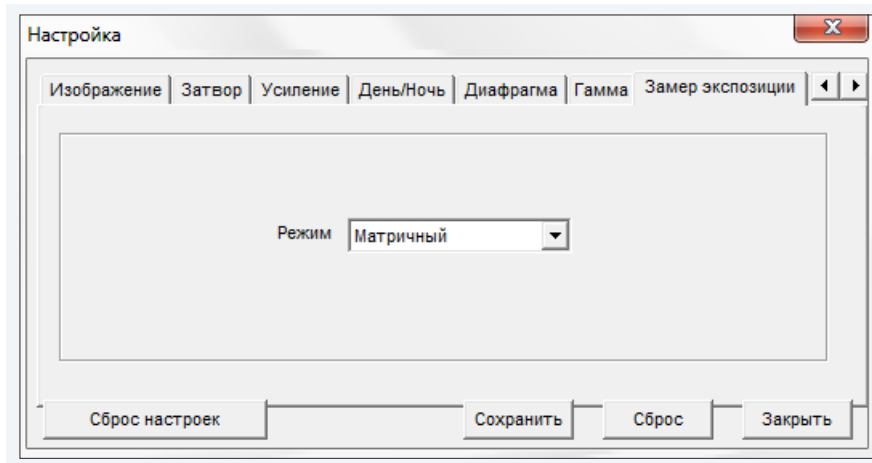 Настройка
Изображение Затвор Усиление День/Ночь Диафрагма Гамма Замер экспозиции
Режим Матричный
Сброс настроек Сохранить Сброс Закрыть